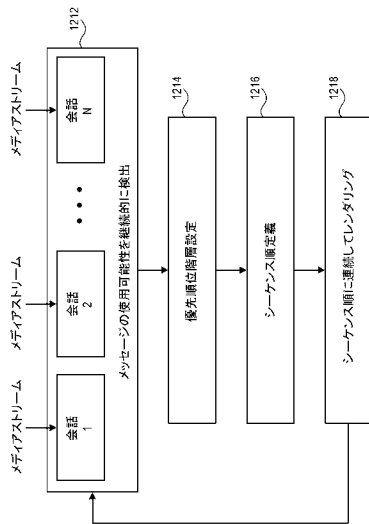 メディアストリーム
メディアストリーム
メディアストリーム
会話
1
会話
2
• • •
会話
N
メッセージの使用可能性を継続的に検出
1212
優先順位階層設定
1214
シーケンス順定義
1216
シーケンス順に連続してレンダリング
1218